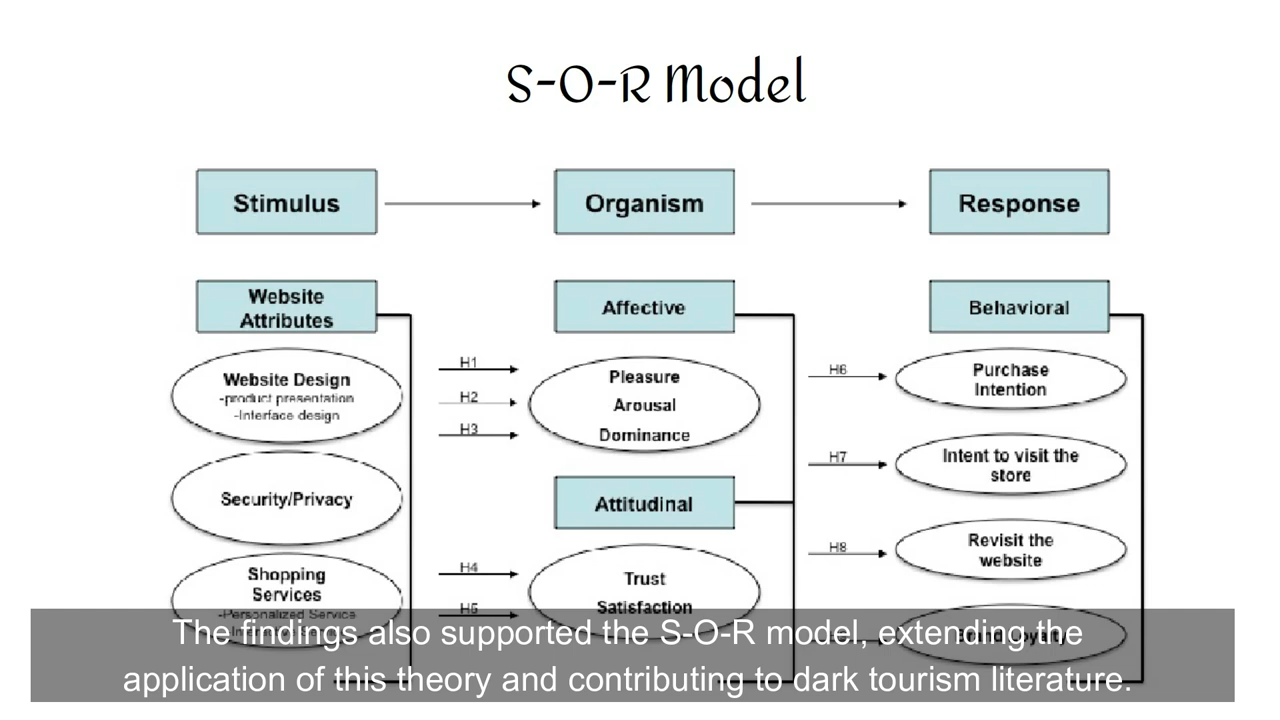 S-O-R Model
Stimulus
Organism
Response
Website
Attributes
Affective
Behavioral
Website Design
-product presentation
-Interface design
H1
H2
H3
Pleasure
Arousal
Dominance
H6
Purchase
Intention
Security/Privacy
Attitudinal
H7
Intent to visit the
store
H8
Revisit the
website
Shopping
Services
-Personalized Service
H4
H5
Trust
Satisfaction
The findings also supported the S-O-R model, extending the
application of this theory and contributing to dark tourism literature.